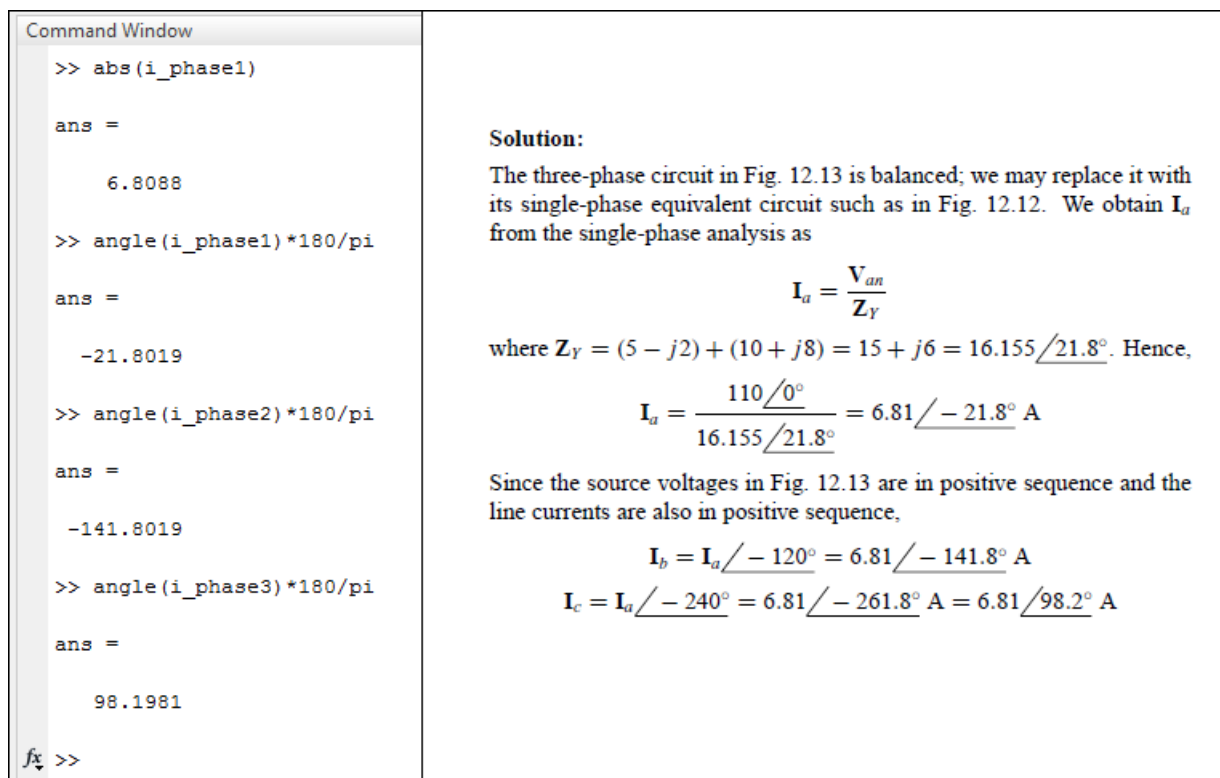 Command Window
>> abs(i_phase1)
ans =
6.8088
>> angle(i_phase1)*180/pi
ans =
-21.8019
>> angle(i_phase2)*180/pi
ans =
-141.8019
>> angle(i_phase3)*180/pi
ans =
98.1981
fx >>
Solution:
The three-phase circuit in Fig. 12.13 is balanced; we may replace it with
its single-phase equivalent circuit such as in Fig. 12.12. We obtain Iₐ
from the single-phase analysis as
Iₐ = V_an / Z_Y
where Z_Y = (5 − j2) + (10 + j8) = 15 + j6 = 16.155∠21.8°. Hence,
Iₐ = 110∠0° / 16.155∠21.8° = 6.81∠− 21.8° A
Since the source voltages in Fig. 12.13 are in positive sequence and the
line currents are also in positive sequence,
I_b = Iₐ∠− 120° = 6.81∠− 141.8° A
I_c = Iₐ∠− 240° = 6.81∠− 261.8° A = 6.81∠98.2° A